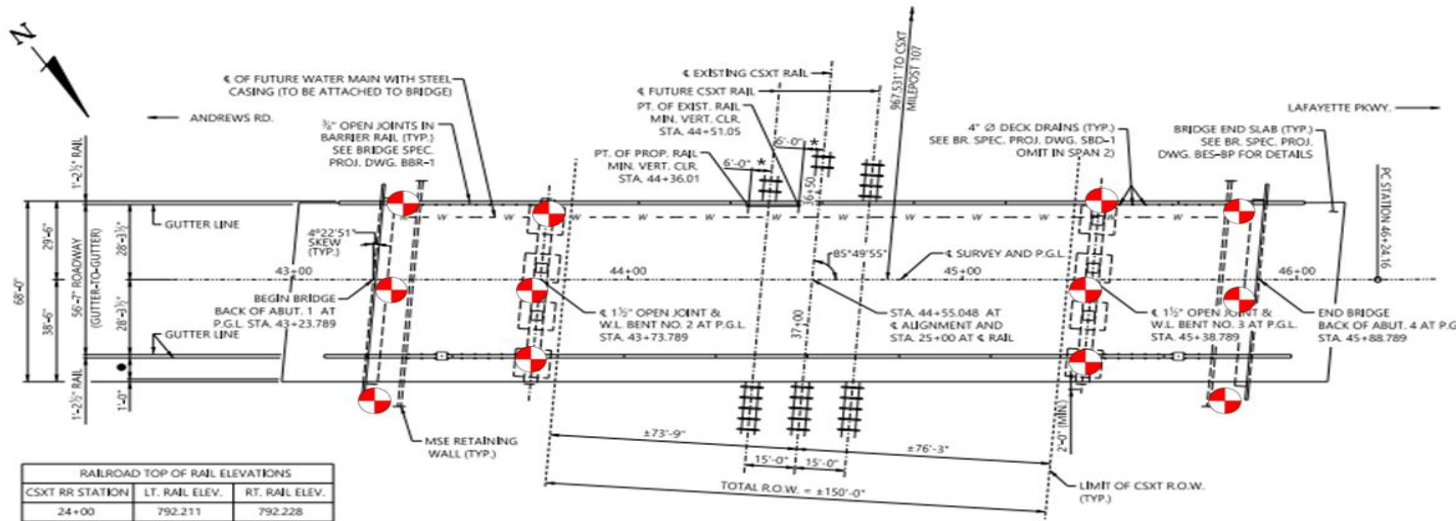 N
℄ OF FUTURE WATER MAIN WITH STEEL
CASING (TO BE ATTACHED TO BRIDGE)
← ANDREWS RD.
¾" OPEN JOINTS IN
BARRIER RAIL (TYP.)
SEE BRIDGE SPEC.
PROJ. DWG. BBR-1
℄ EXISTING CSXT RAIL
℄ FUTURE CSXT RAIL
PT. OF EXIST. RAIL
MIN. VERT. CLR.
STA. 44+51.05
PT. OF PROP. RAIL
MIN. VERT. CLR.
STA. 44+36.01
6'-0" *
6'-0" *
967.531' TO CSXT
MILEPOST 107
4" Ø DECK DRAINS (TYP.)
SEE BR. SPEC. PROJ. DWG. SBD-1
OMIT IN SPAN 2)
BRIDGE END SLAB (TYP.)
SEE BR. SPEC. PROJ.
DWG. BES-BP FOR DETAILS
LAFAYETTE PKWY. →
PC STATION 46+24.16
1'-2½" RAIL
68'-0"
29'-6"
38'-6"
56'-7" ROADWAY
(GUTTER-TO-GUTTER)
28'-3½"
28'-3½"
1'-2½" RAIL
1'-0"
GUTTER LINE
GUTTER LINE
4°22'51"
SKEW
(TYP.)
W W W W W W W W W W W W W W W W
36+50
85°49'55"
43+00
44+00
45+00
46+00
℄ SURVEY AND P.G.L.
BEGIN BRIDGE
BACK OF ABUT. 1 AT
P.G.L. STA. 43+23.789
℄ 1½" OPEN JOINT &
W.L. BENT NO. 2 AT P.G.L.
STA. 43+73.789
37+00
STA. 44+55.048 AT
℄ ALIGNMENT AND
STA. 25+00 AT ℄ RAIL
℄ 1½" OPEN JOINT &
W.L. BENT NO. 3 AT P.G.L.
STA. 45+38.789
END BRIDGE
BACK OF ABUT. 4 AT P.G
STA. 45+88.789
MSE RETAINING
WALL (TYP.)
±73'-9"
±76'-3"
15'-0"
15'-0"
2'-0" (MIN.)
TOTAL R.O.W. = ±150'-0"
LIMIT OF CSXT R.O.W.
(TYP.)
RAILROAD TOP OF RAIL ELEVATIONS
CSXT RR STATION LT. RAIL ELEV. RT. RAIL ELEV.
24+00 792.211 792.228